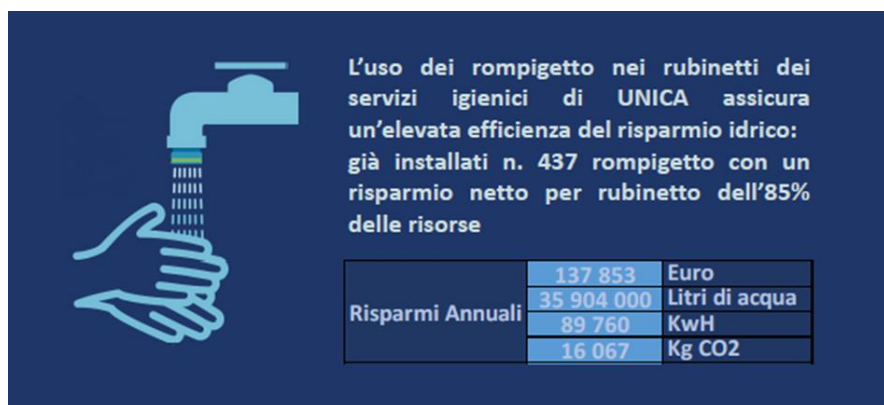 L’uso dei rompigetto nei rubinetti dei
servizi igienici di UNICA assicura
un’elevata efficienza del risparmio idrico:
già installati n. 437 rompigetto con un
risparmio netto per rubinetto dell’85%
delle risorse
Risparmi Annuali
137 853 Euro
35 904 000 Litri di acqua
89 760 KwH
16 067 Kg CO2